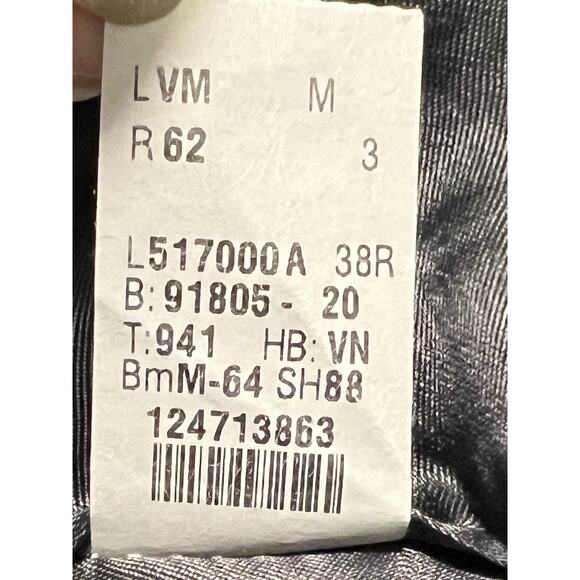 LVM M
R62 3
L517000A 38R
B: 91805 - 20
T: 941 HB: VN
BmM-64 SH88
124713863